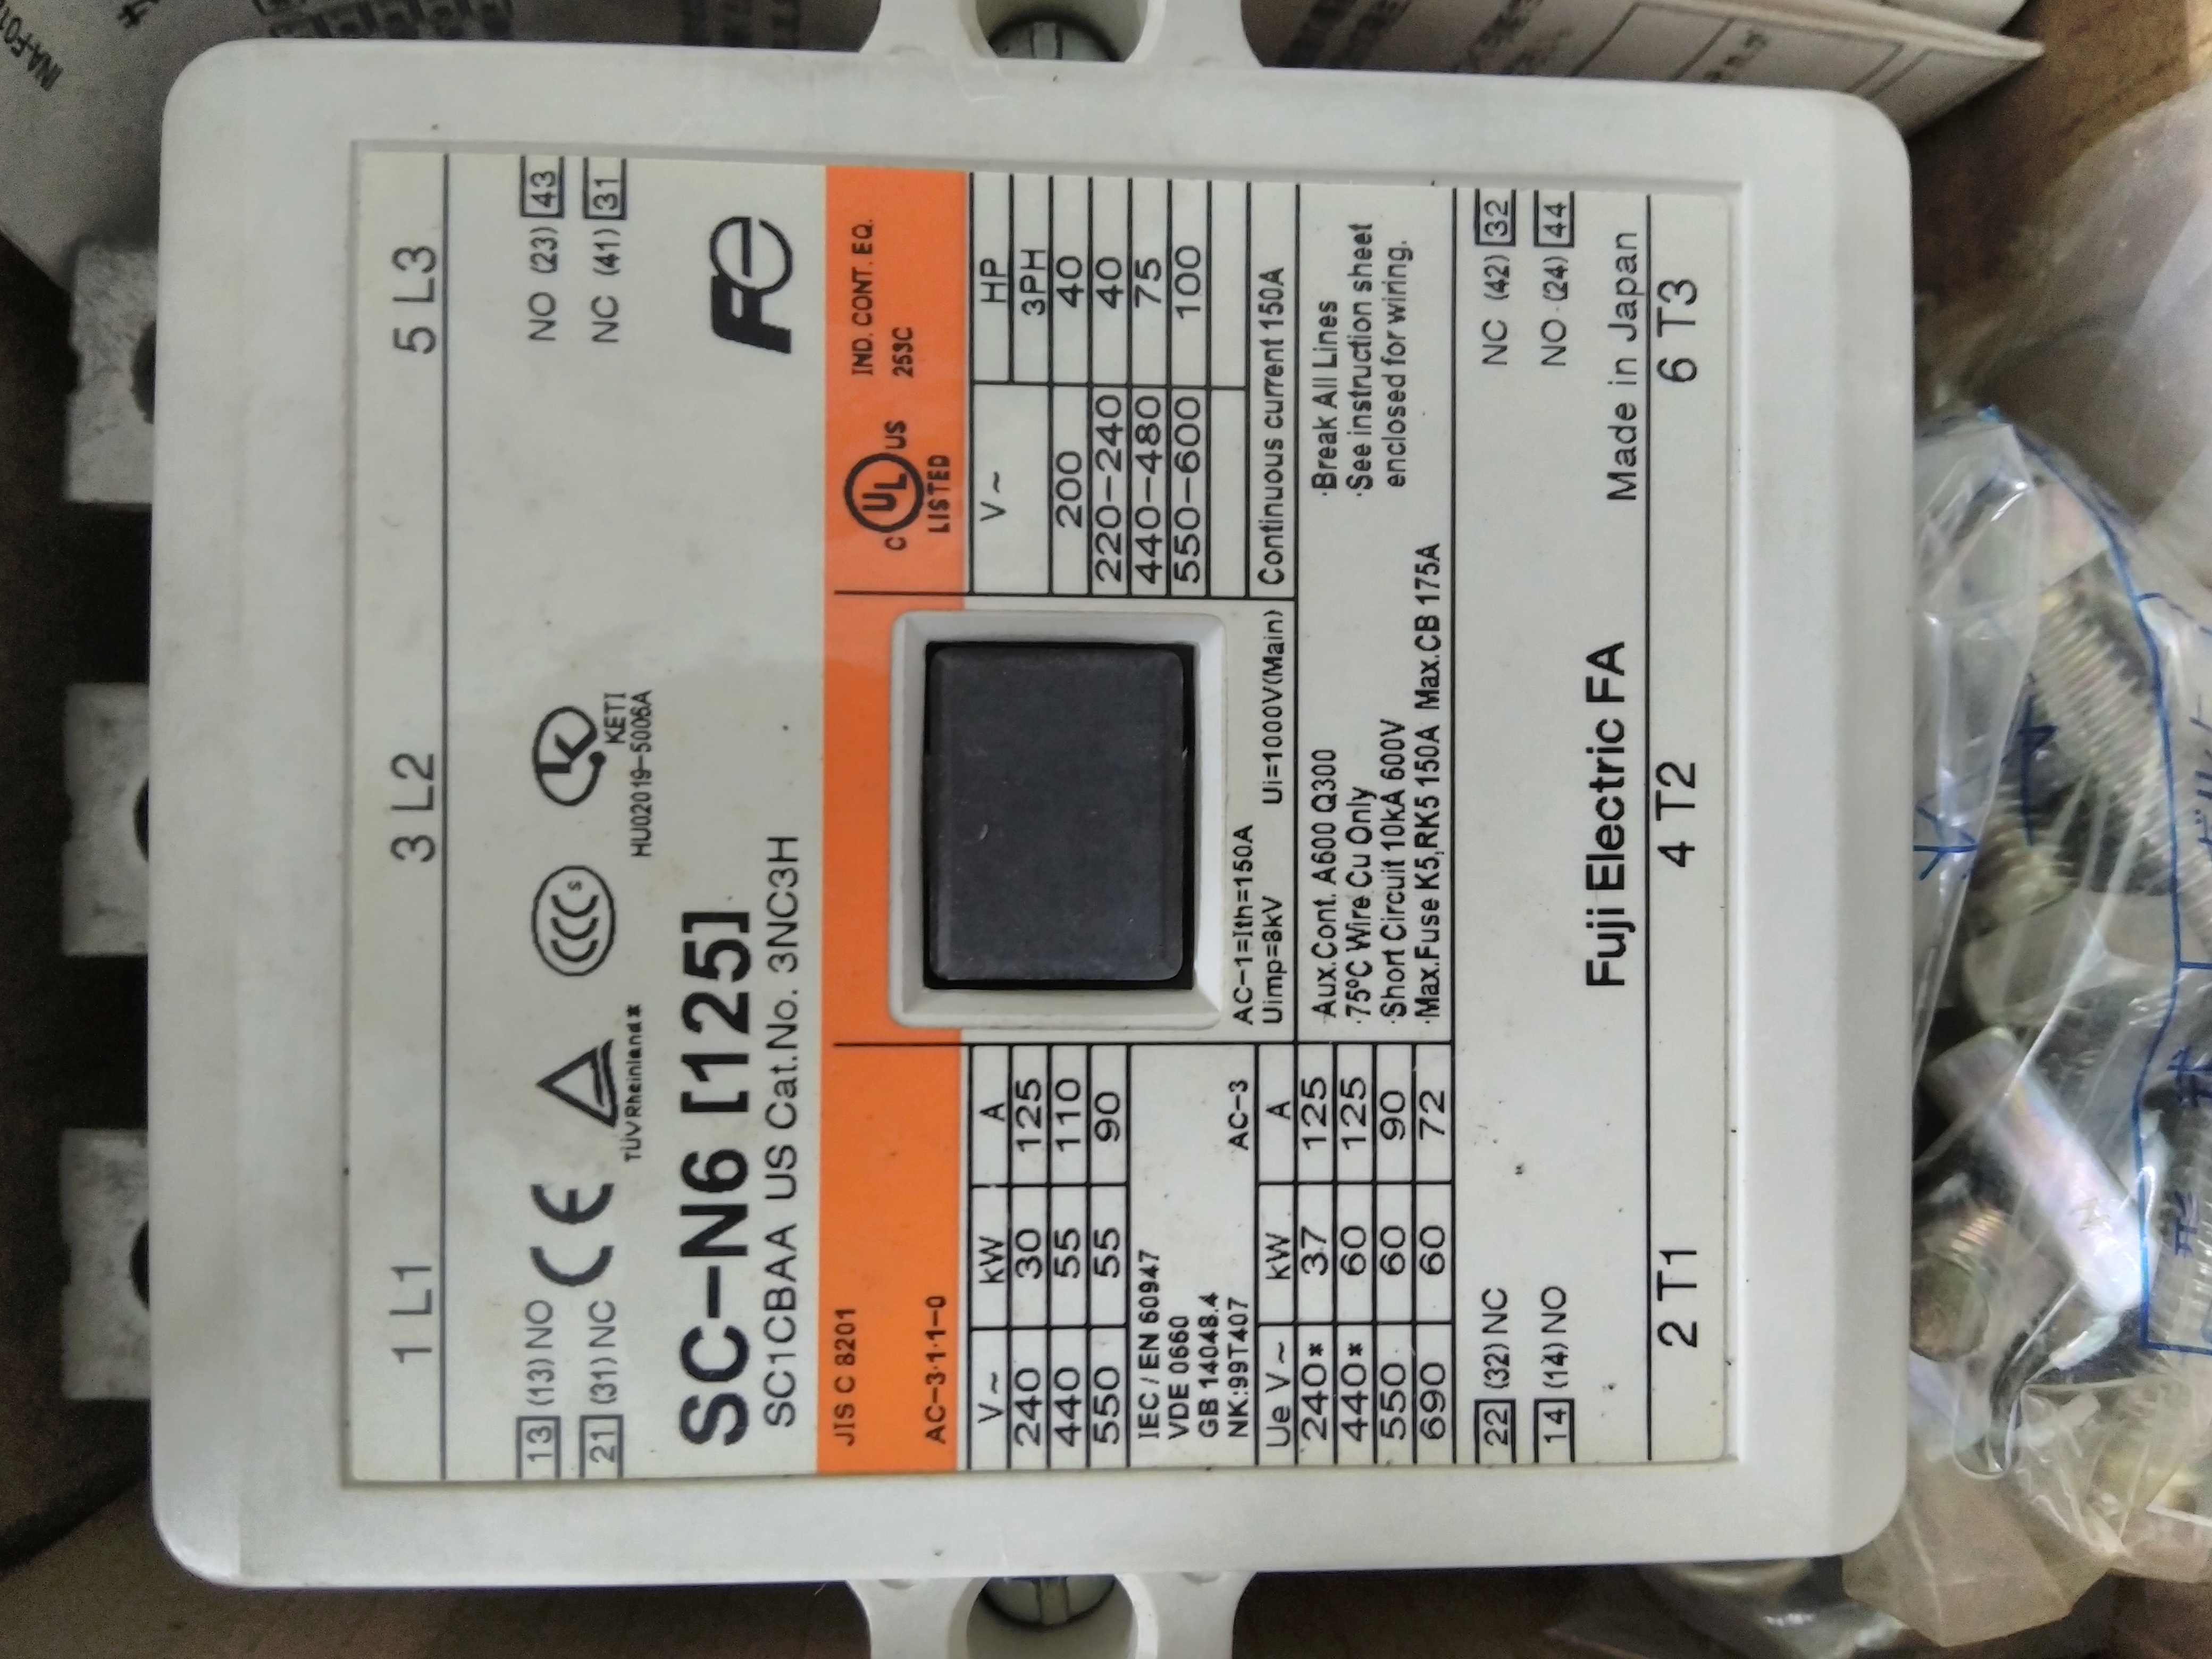 INA-F01
1 L1 3 L2 5 L3
13 (13) NO NO (23) 43
21 (31) NC NC (41) 31
CE
TÜV Rheinland*
CCC S
KETI
HU02019-5006A
SC-N6 [125]
SC1CBAA US Cat.No. 3NC3H
Fe
JIS C 8201
AC-3·1·1-0
C UL US
LISTED
IND. CONT. EQ.
253C
V~ kW A
240 30 125
440 55 110
550 55 90
IEC / EN 60947
VDE 0660
GB 14048.4
NK:99T407 AC-3
Ue V~ kW A
240* 37 125
440* 60 125
550 60 90
690 60 72
AC-1=Ith=150A
Uimp=8kV Ui=1000V(Main)
V~ HP
3PH
200 40
220-240 40
440-480 75
550-600 100
Continuous current 150A
·Aux.Cont. A600 Q300
·75°C Wire Cu Only
·Short Circuit 10kA 600V
·Max.Fuse K5,RK5 150A Max.CB 175A
·Break All Lines
·See instruction sheet
enclosed for wiring.
22 (32) NC NC (42) 32
14 (14) NO NO (24) 44
Fuji Electric FA
Made in Japan
2 T1 4 T2 6 T3
形 式